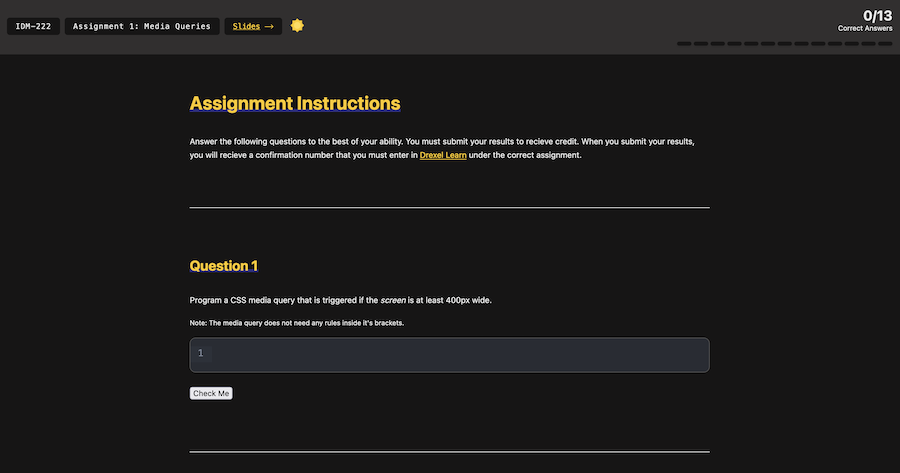 IDM-222 Assignment 1: Media Queries Slides → 0/13
Correct Answers
Assignment Instructions
Answer the following questions to the best of your ability. You must submit your results to recieve credit. When you submit your results,
you will recieve a confirmation number that you must enter in Drexel Learn under the correct assignment.
Question 1
Program a CSS media query that is triggered if the screen is at least 400px wide.
Note: The media query does not need any rules inside it's brackets.
1
Check Me